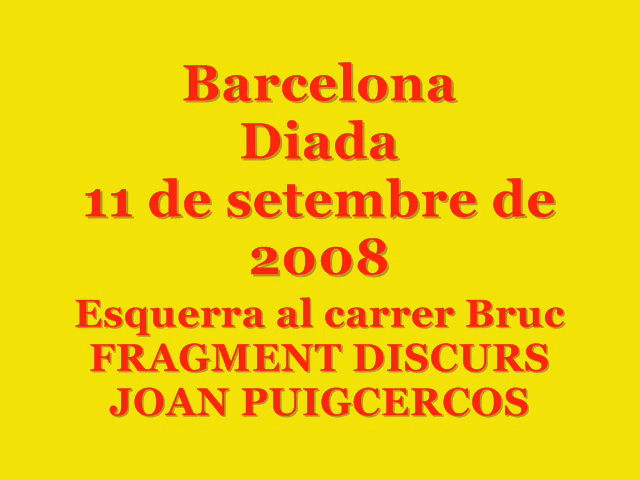 Barcelona
Diada
11 de setembre de
2008
Esquerra al carrer Bruc
FRAGMENT DISCURS
JOAN PUIGCERCOS